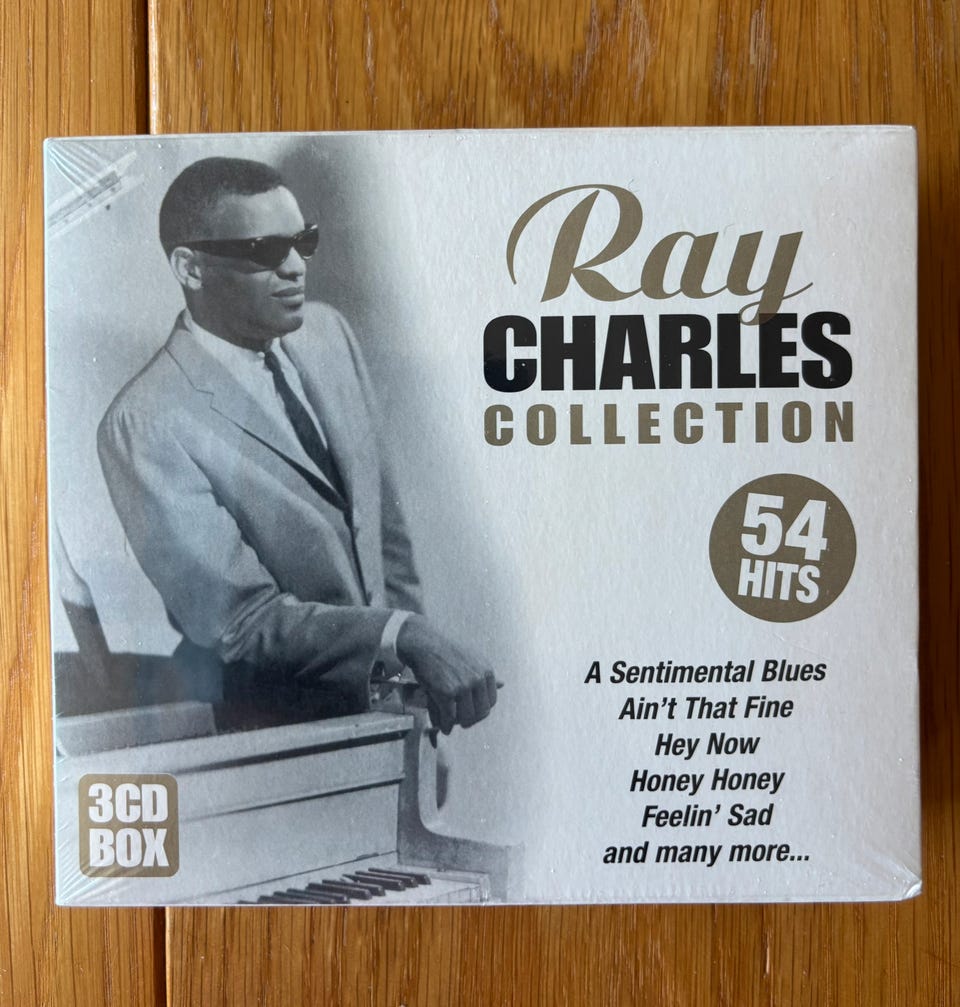 Ray
CHARLES
COLLECTION
54
HITS
A Sentimental Blues
Ain't That Fine
Hey Now
Honey Honey
Feelin' Sad
and many more...
3CD
BOX